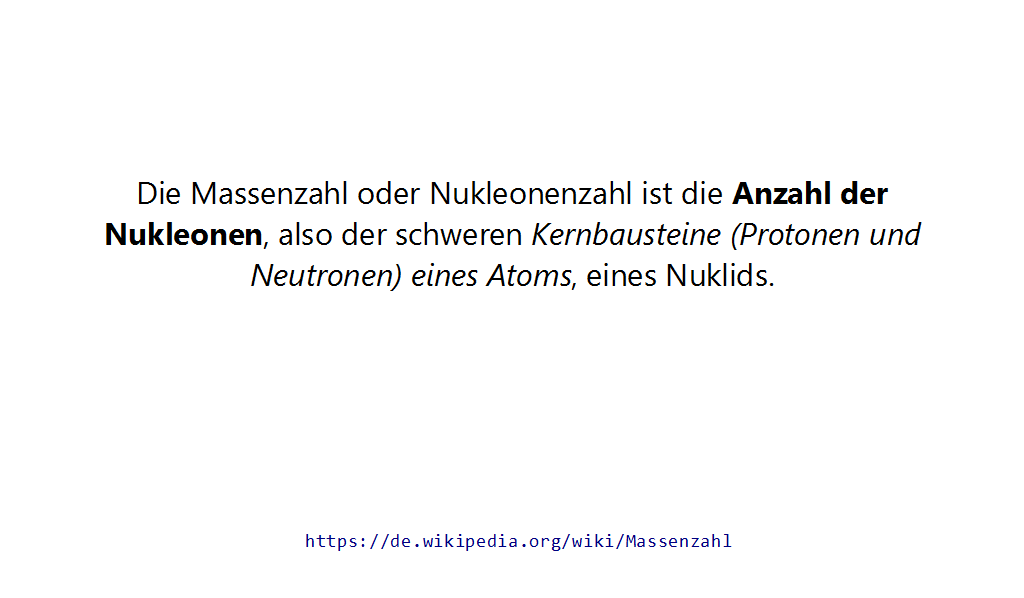 Die Massenzahl oder Nukleonenzahl ist die Anzahl der
Nukleonen, also der schweren Kernbausteine (Protonen und
Neutronen) eines Atoms, eines Nuklids.
https://de.wikipedia.org/wiki/Massenzahl